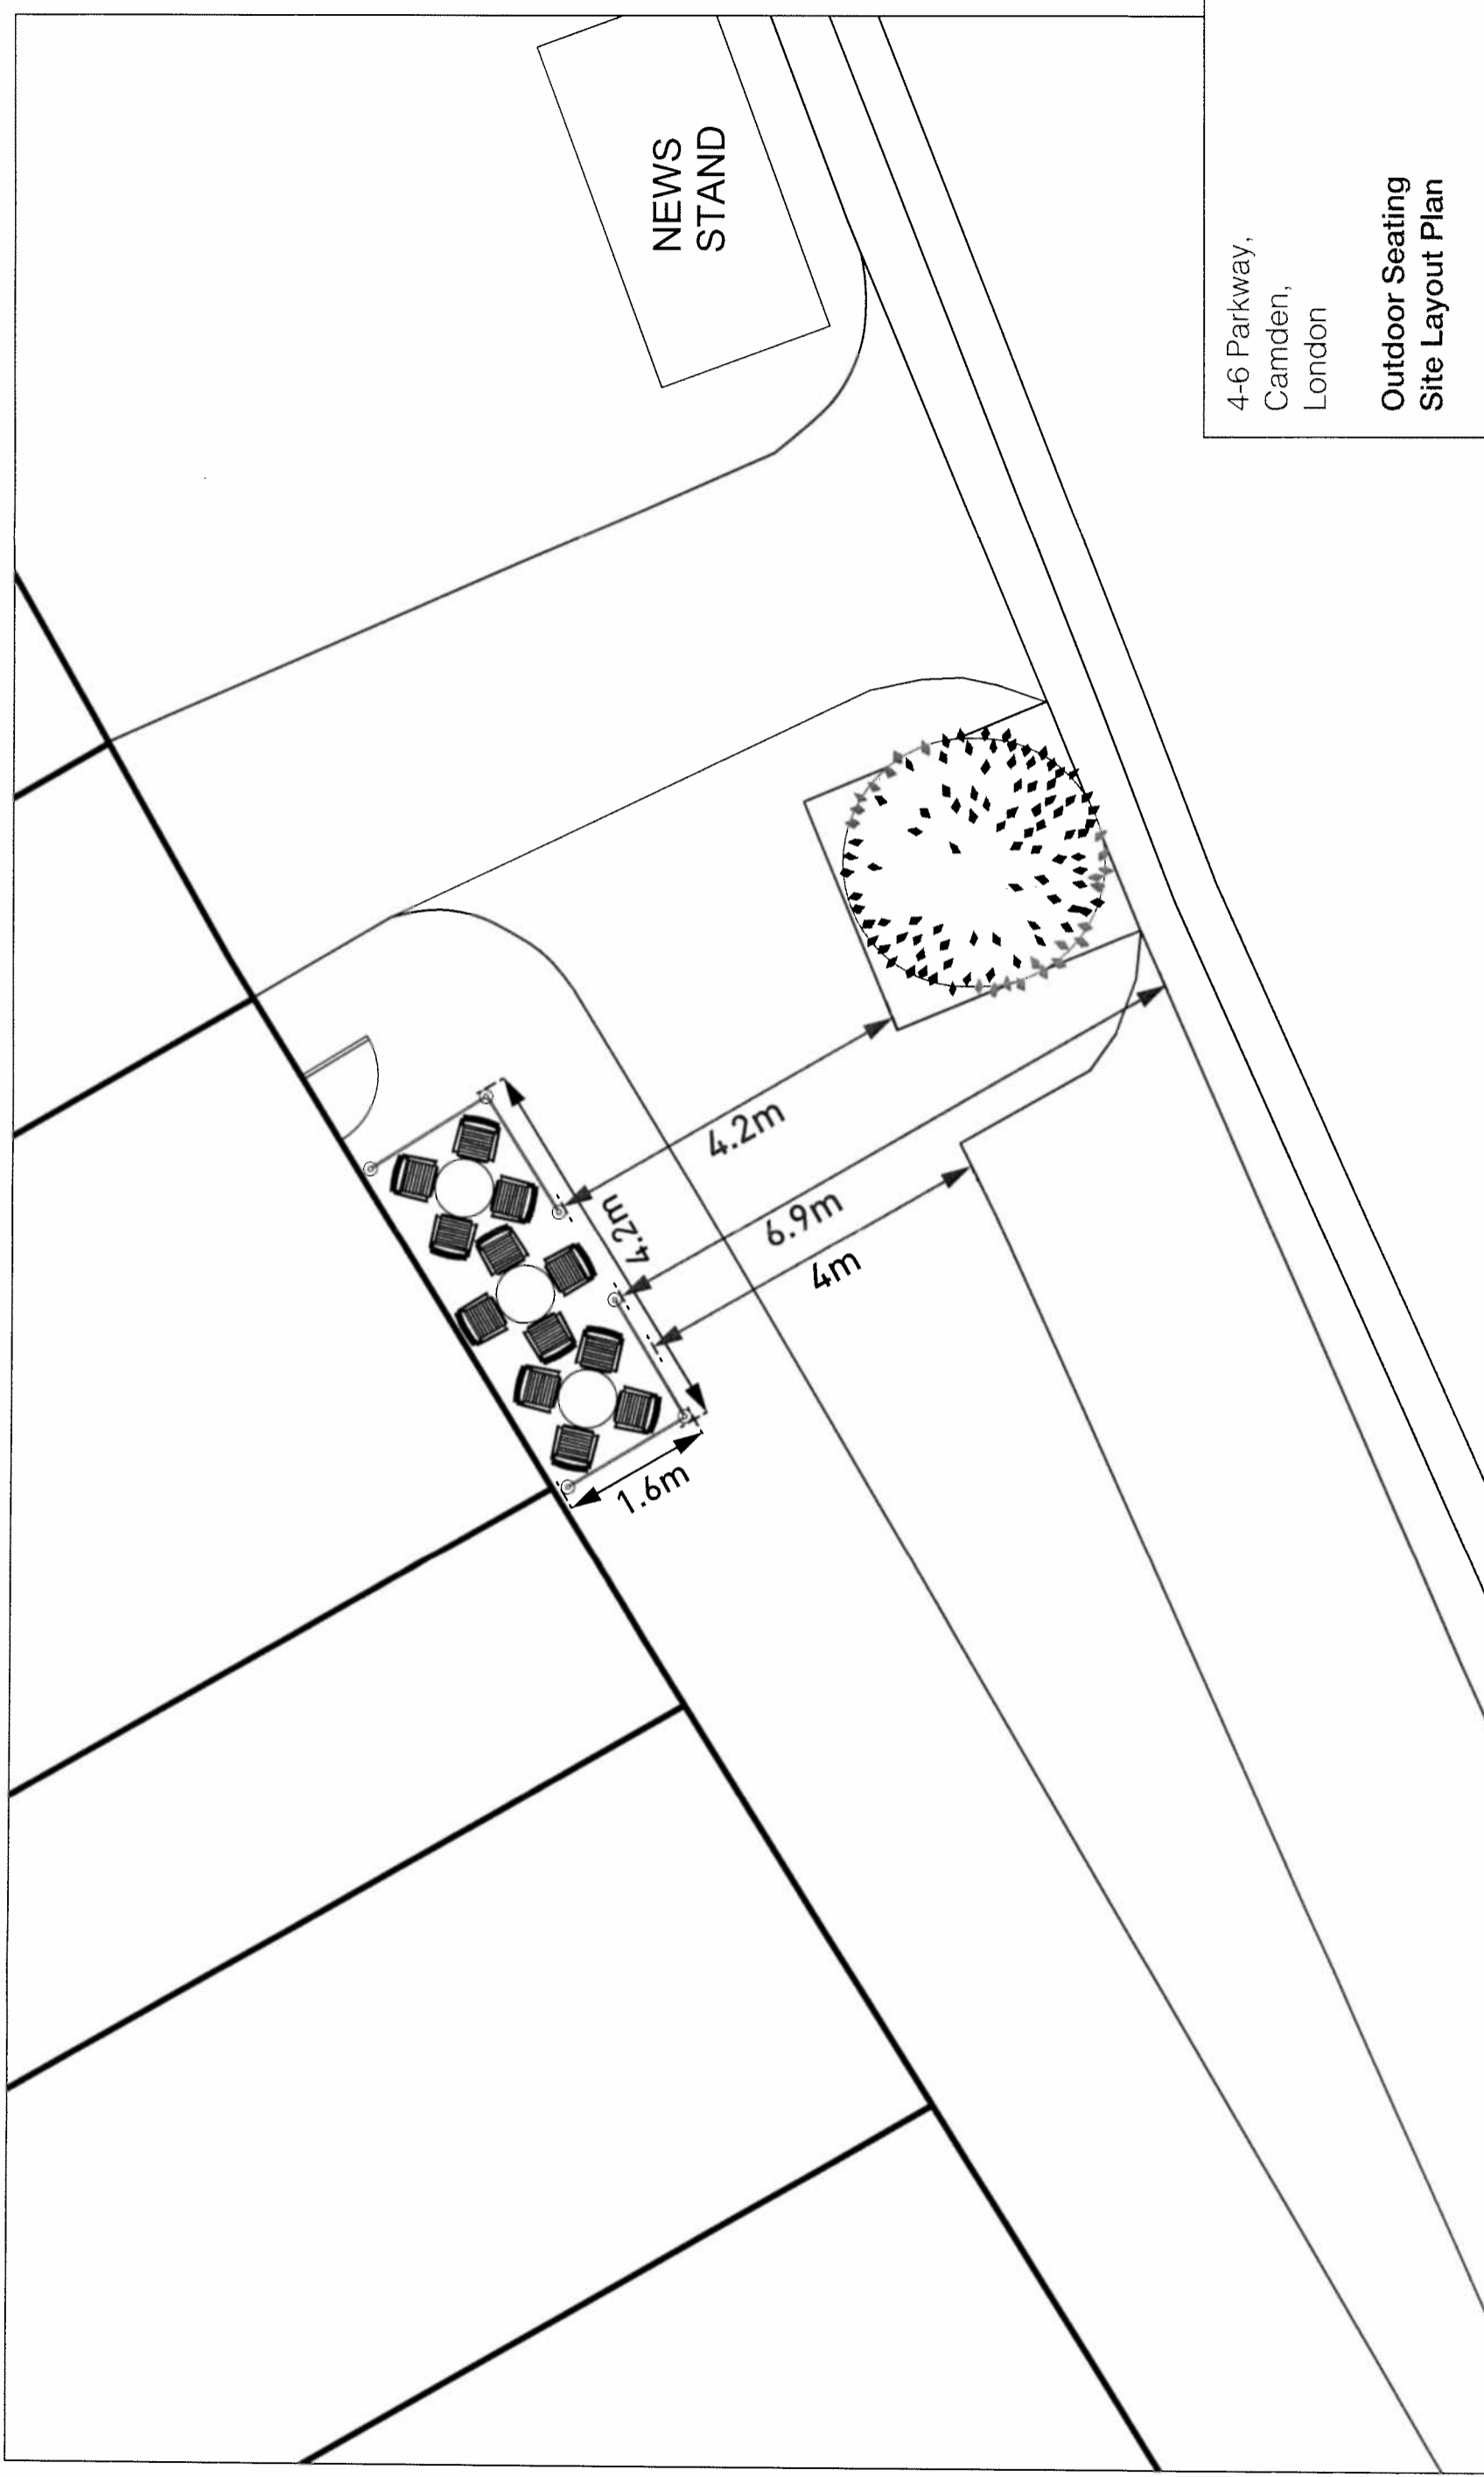 NEWS
STAND
4.2m
4.2m
6.9m
4m
1.6m
4-6 Parkway,
Camden,
London
Outdoor Seating
Site Layout Plan